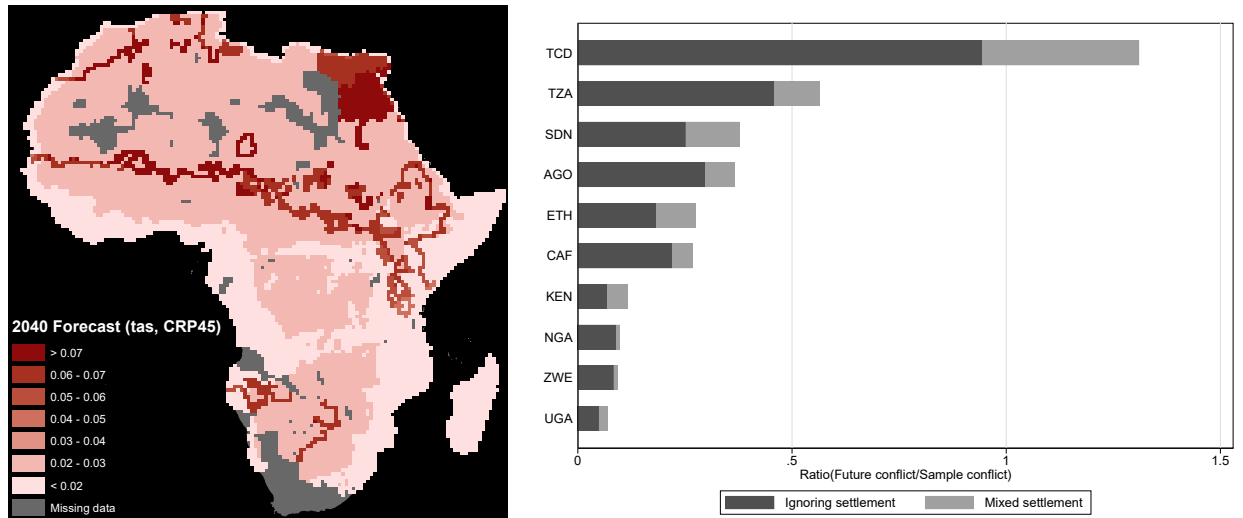 2040 Forecast (tas, CRP45)
> 0.07
0.06 - 0.07
0.05 - 0.06
0.04 - 0.05
0.03 - 0.04
0.02 - 0.03
< 0.02
Missing data
TCD
TZA
SDN
AGO
ETH
CAF
KEN
NGA
ZWE
UGA
0 .5 1 1.5
Ratio(Future conflict/Sample conflict)
Ignoring settlement Mixed settlement